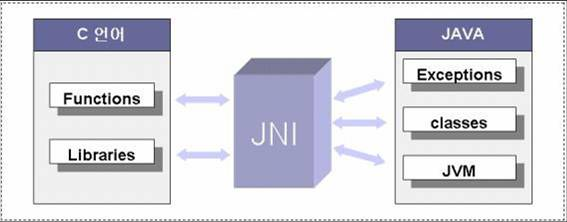 C 언어
Functions
Libraries
JNI
JAVA
Exceptions
classes
JVM